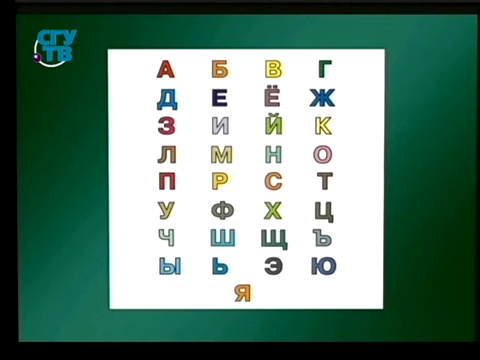 СГУ
ТВ
А Б В Г
Д Е Ё Ж
З И Й К
Л М Н О
П Р С Т
У Ф Х Ц
Ч Ш Щ Ъ
Ы Ь Э Ю
Я